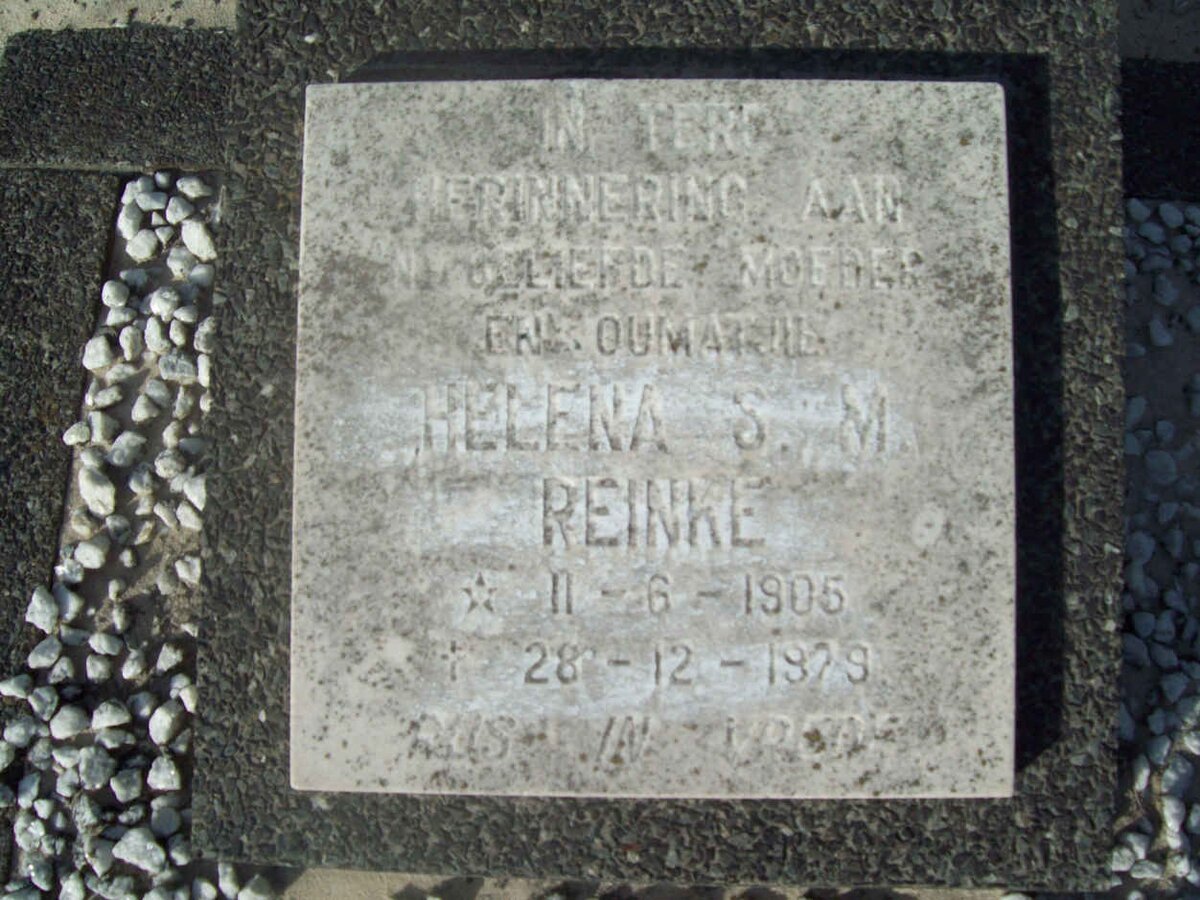 IN TERE
HERINNERING AAN
'N GELIEFDE MOEDER
EN OUMATJIE
HELENA S. M.
REINKE
☆ 11 - 6 - 1905
† 28 - 12 - 1979
RUS IN VREDE